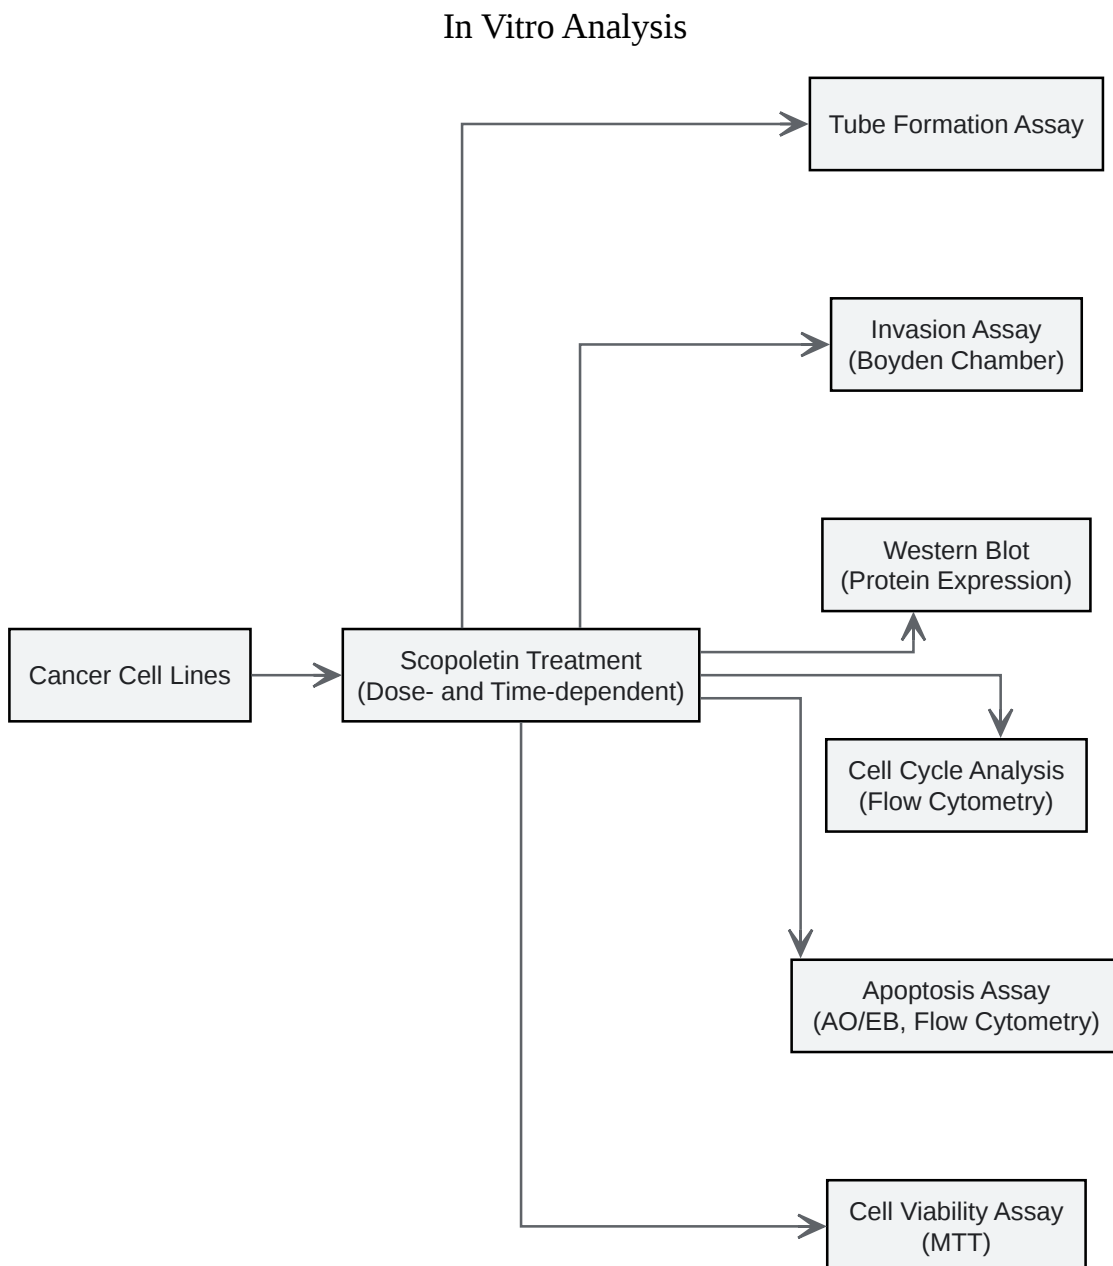 In Vitro Analysis
Tube Formation Assay
Invasion Assay
(Boyden Chamber)
Western Blot
(Protein Expression)
Cancer Cell Lines
Scopoletin Treatment
(Dose- and Time-dependent)
Cell Cycle Analysis
(Flow Cytometry)
Apoptosis Assay
(AO/EB, Flow Cytometry)
Cell Viability Assay
(MTT)